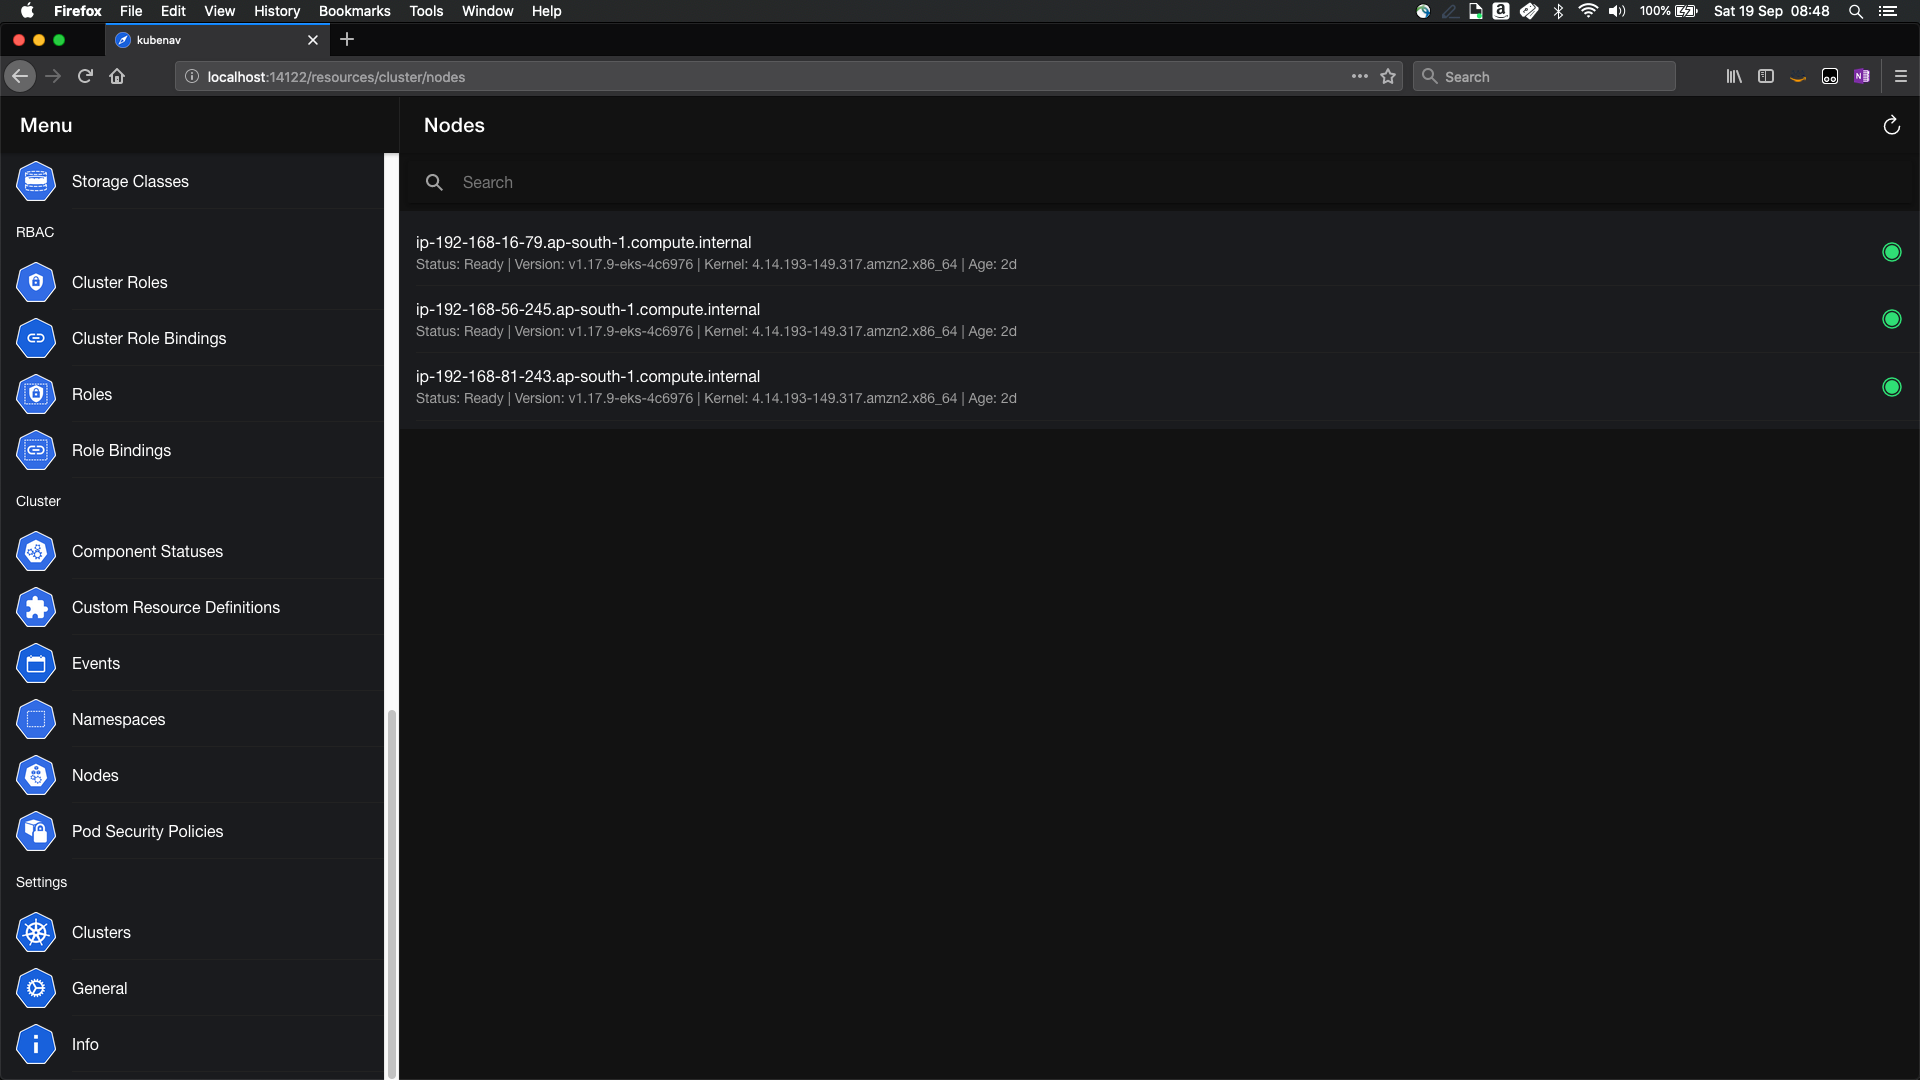 Firefox File Edit View History Bookmarks Tools Window Help
100% Sat 19 Sep 08:48
kubenav
localhost:14122/resources/cluster/nodes
Search
Menu
Storage Classes
RBAC
Cluster Roles
Cluster Role Bindings
Roles
Role Bindings
Cluster
Component Statuses
Custom Resource Definitions
Events
Namespaces
Nodes
Pod Security Policies
Settings
Clusters
General
Info
Nodes
Search
ip-192-168-16-79.ap-south-1.compute.internal
Status: Ready | Version: v1.17.9-eks-4c6976 | Kernel: 4.14.193-149.317.amzn2.x86_64 | Age: 2d
ip-192-168-56-245.ap-south-1.compute.internal
Status: Ready | Version: v1.17.9-eks-4c6976 | Kernel: 4.14.193-149.317.amzn2.x86_64 | Age: 2d
ip-192-168-81-243.ap-south-1.compute.internal
Status: Ready | Version: v1.17.9-eks-4c6976 | Kernel: 4.14.193-149.317.amzn2.x86_64 | Age: 2d